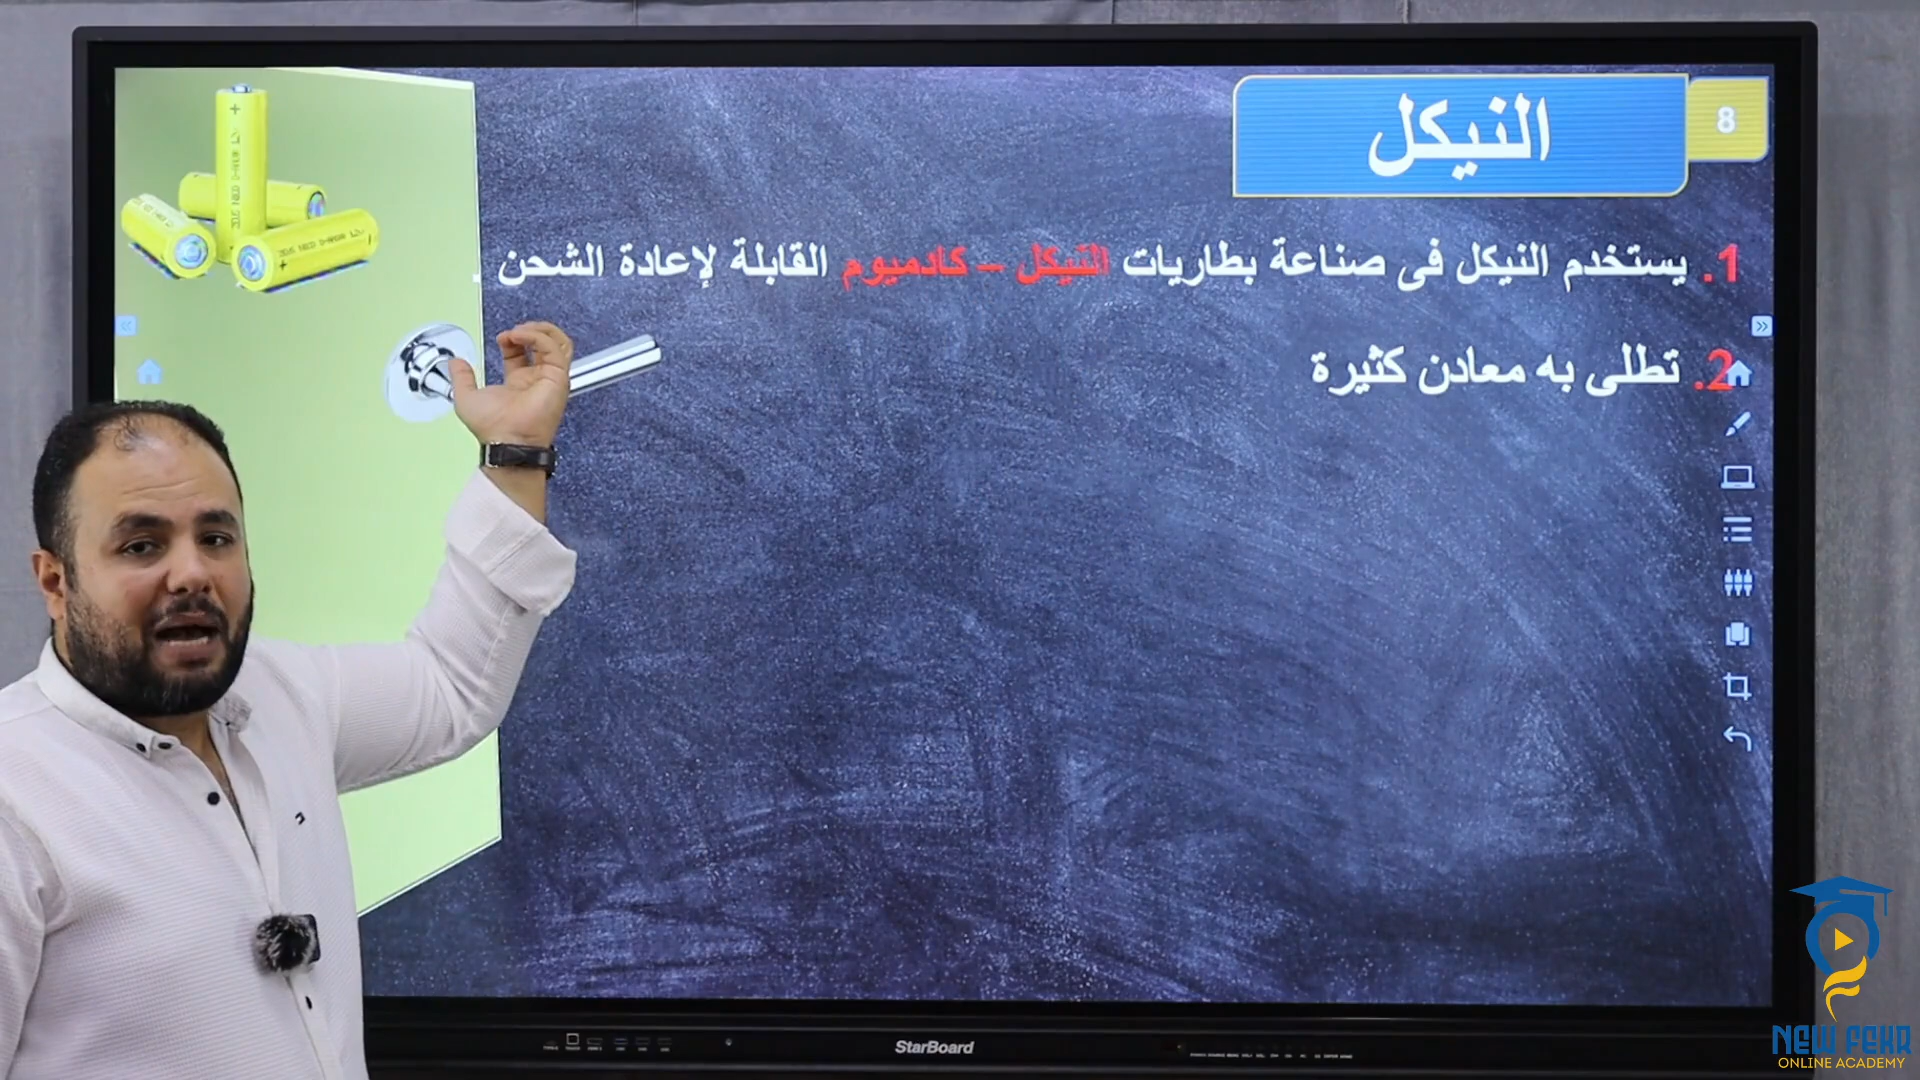 النيكل
8
1. يستخدم النيكل فى صناعة بطاريات النيكل – كادميوم القابلة لإعادة الشحن .
2. تطلى به معادن كثيرة
StarBoard
NEW FEKR
ONLINE ACADEMY